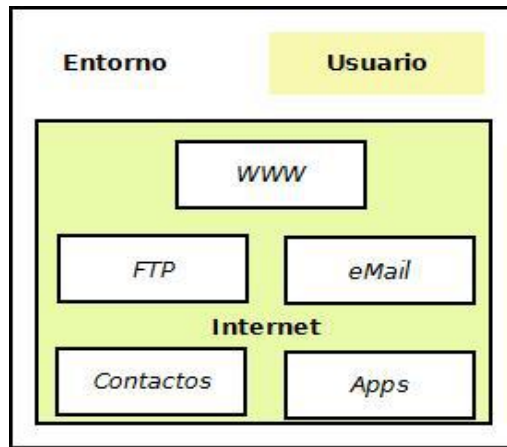 Entorno Usuario
WWW
FTP eMail
Internet
Contactos Apps